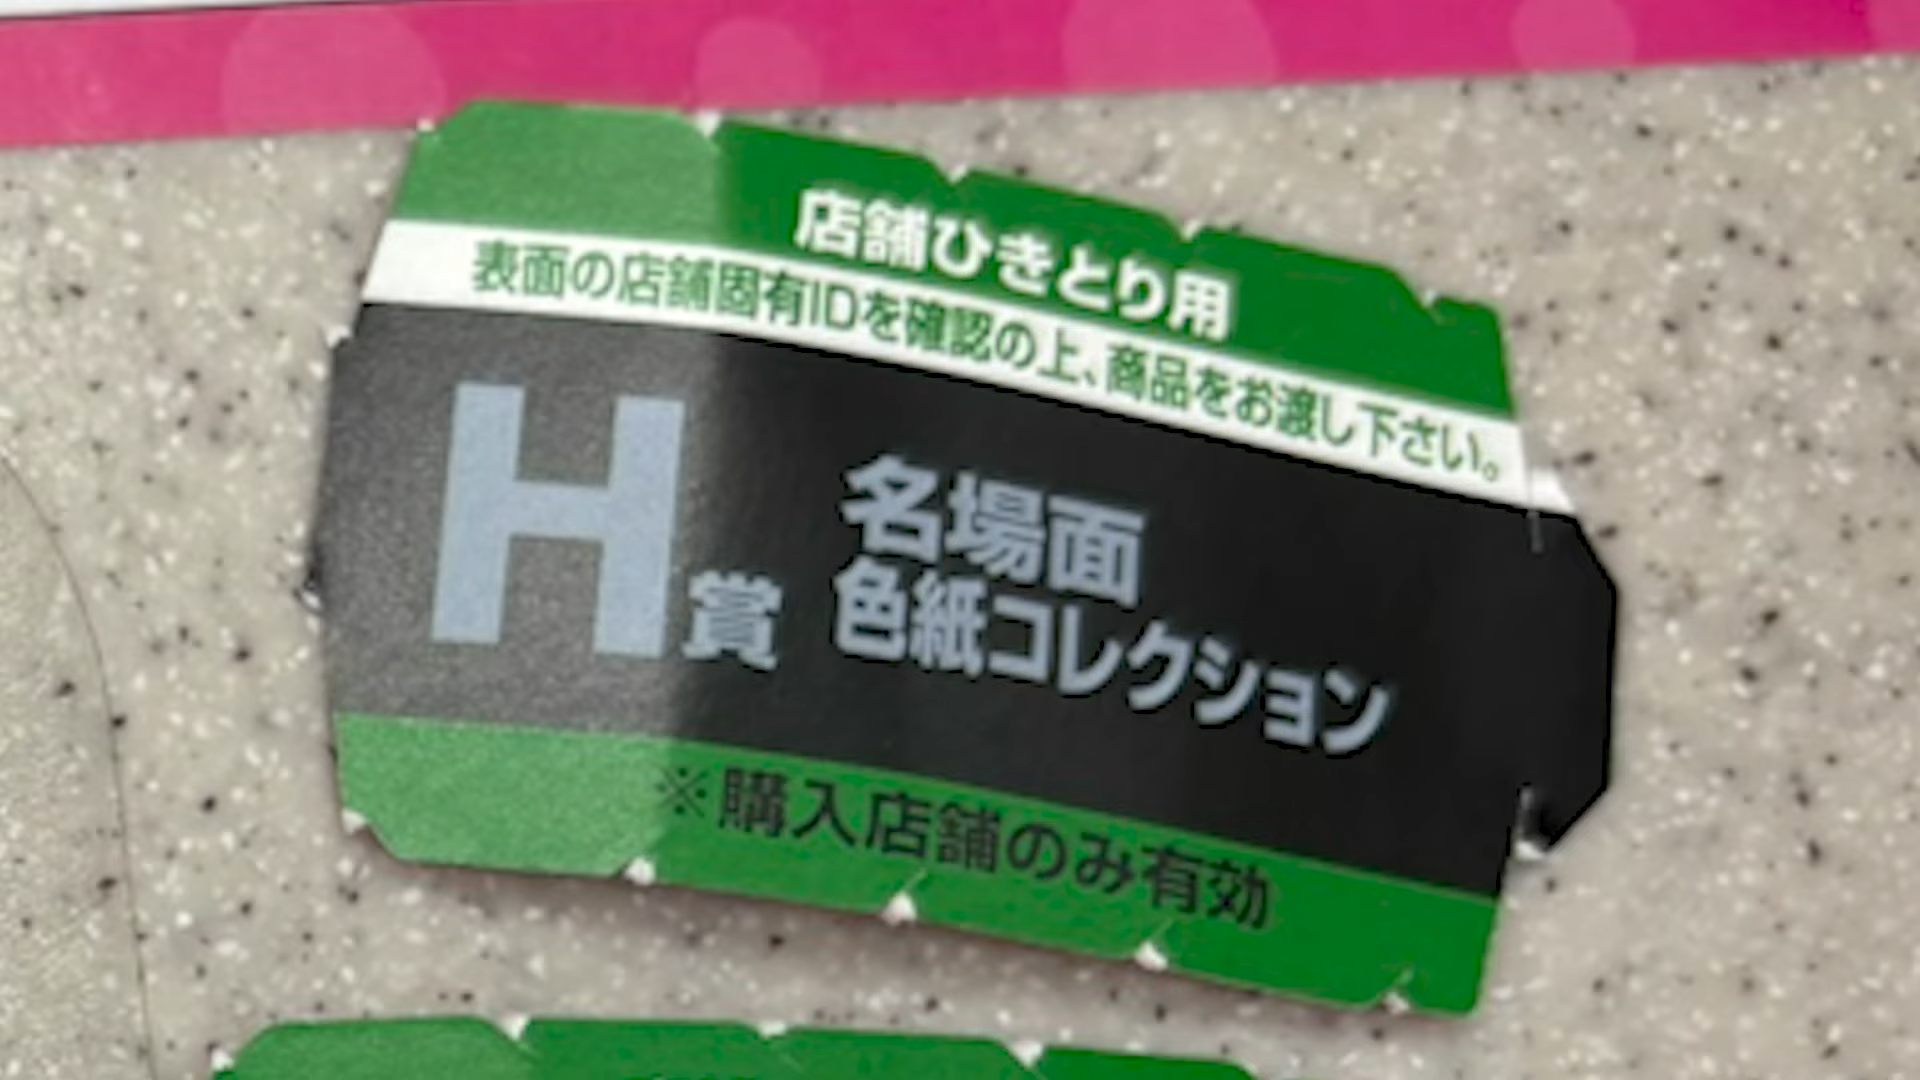 店舗ひきとり用
表面の店舗固有IDを確認の上、商品をお渡し下さい。
H賞
名場面
色紙コレクション
※購入店舗のみ有効